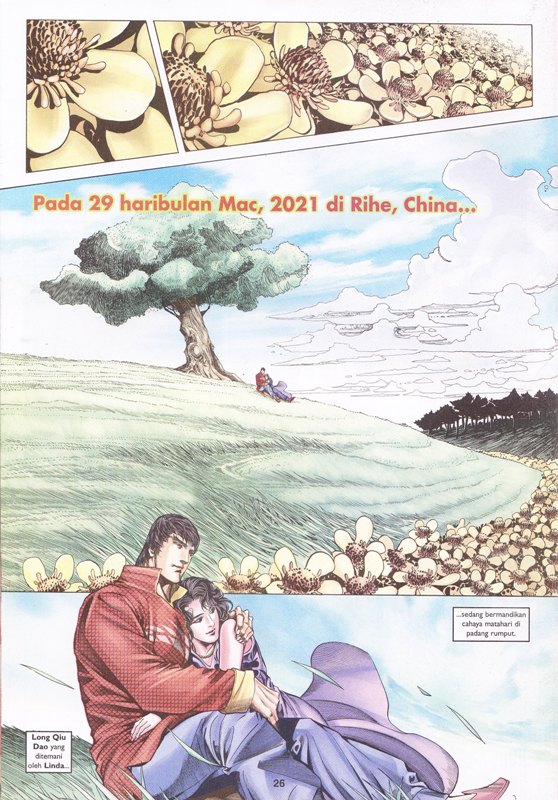 Pada 29 haribulan Mac, 2021 di Rihe, China...
...sedang bermandikan
cahaya matahari di
padang rumput.
Long Qiu
Dao yang
ditemani
oleh Linda...
26